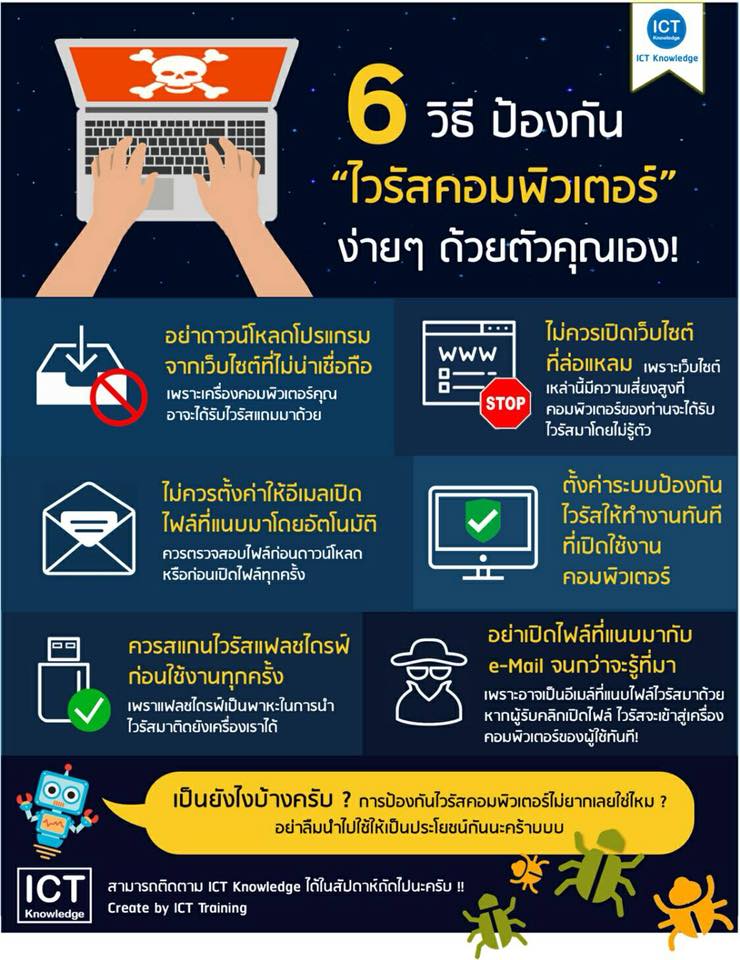 ICT
Knowledge
ICT Knowledge
6 วิธี ป้องกัน
“ไวรัสคอมพิวเตอร์”
ง่ายๆ ด้วยตัวคุณเอง!
อย่าดาวน์โหลดโปรแกรม
จากเว็บไซต์ที่ไม่น่าเชื่อถือ
เพราะเครื่องคอมพิวเตอร์คุณ
อาจะได้รับไวรัสแถมมาด้วย
WWW
STOP
ไม่ควรเปิดเว็บไซต์
ที่ล่อแหลม เพราะเว็บไซต์
เหล่านี้มีความเสี่ยงสูงที่
คอมพิวเตอร์ของท่านจะได้รับ
ไวรัสมาโดยไม่รู้ตัว
ไม่ควรตั้งค่าให้อีเมลเปิด
ไฟล์ที่แนบมาโดยอัตโนมัติ
ควรตรวจสอบไฟล์ก่อนดาวน์โหลด
หรือก่อนเปิดไฟล์ทุกครั้ง
ตั้งค่าระบบป้องกัน
ไวรัสให้ทำงานทันที
ที่เปิดใช้งาน
คอมพิวเตอร์
ควรสแกนไวรัสแฟลชไดรฟ์
ก่อนใช้งานทุกครั้ง
เพราแฟลชไดรฟ์เป็นพาหะในการนำ
ไวรัสมาติดยังเครื่องเราได้
อย่าเปิดไฟล์ที่แนบมากับ
e-Mail จนกว่าจะรู้ที่มา
เพราะอาจเป็นอีเมล์ที่แนบไฟล์ไวรัสมาด้วย
หากผู้รับคลิกเปิดไฟล์ ไวรัสจะเข้าสู่เครื่อง
คอมพิวเตอร์ของผู้ใช้ทันที!
เป็นยังไงบ้างครับ ? การป้องกันไวรัสคอมพิวเตอร์ไม่ยากเลยใช่ไหม ?
อย่าลืมนำไปใช้ให้เป็นประโยชน์กันนะคร้าบบบ
ICT
Knowledge
สามารถติดตาม ICT Knowledge ได้ในสัปดาห์ถัดไปนะครับ !!
Create by ICT Training